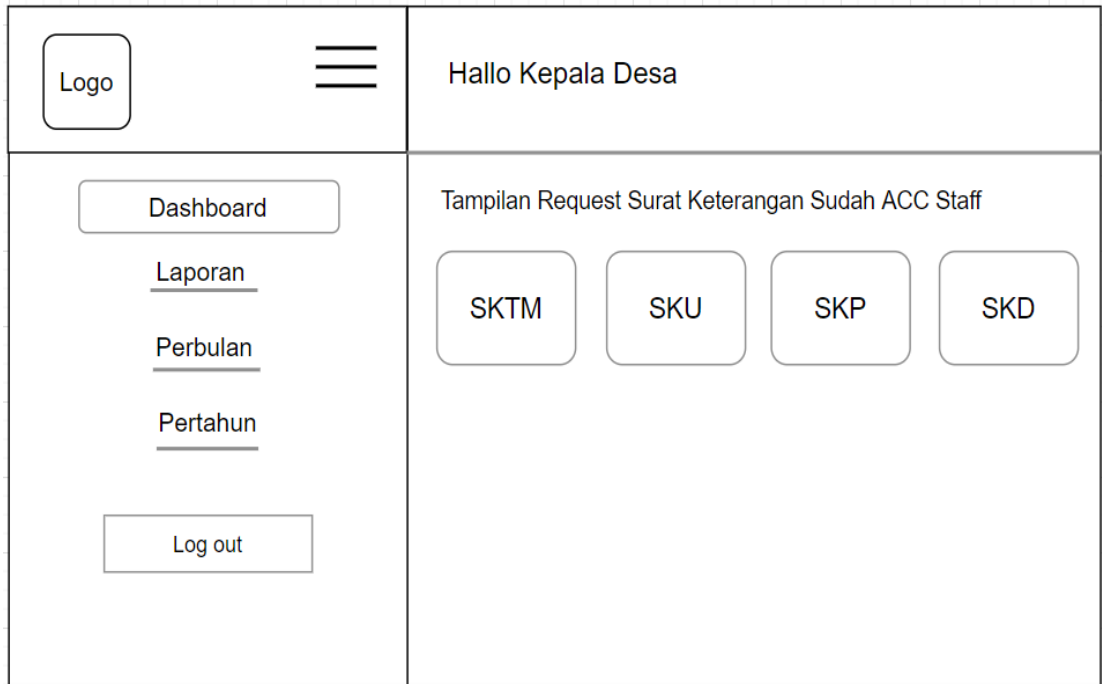 Logo
Hallo Kepala Desa
Dashboard
Laporan
Perbulan
Pertahun
Log out
Tampilan Request Surat Keterangan Sudah ACC Staff
SKTM
SKU
SKP
SKD